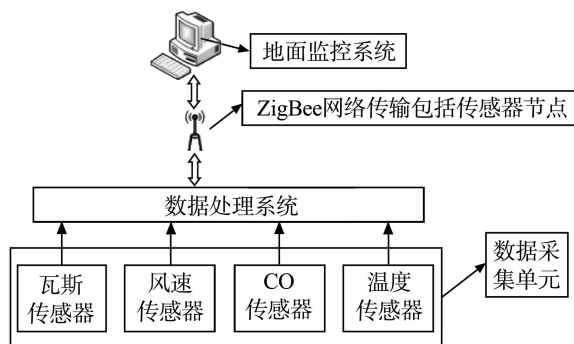 地面监控系统
ZigBee网络传输包括传感器节点
数据处理系统
瓦斯
传感器
风速
传感器
CO
传感器
温度
传感器
数据采
集单元